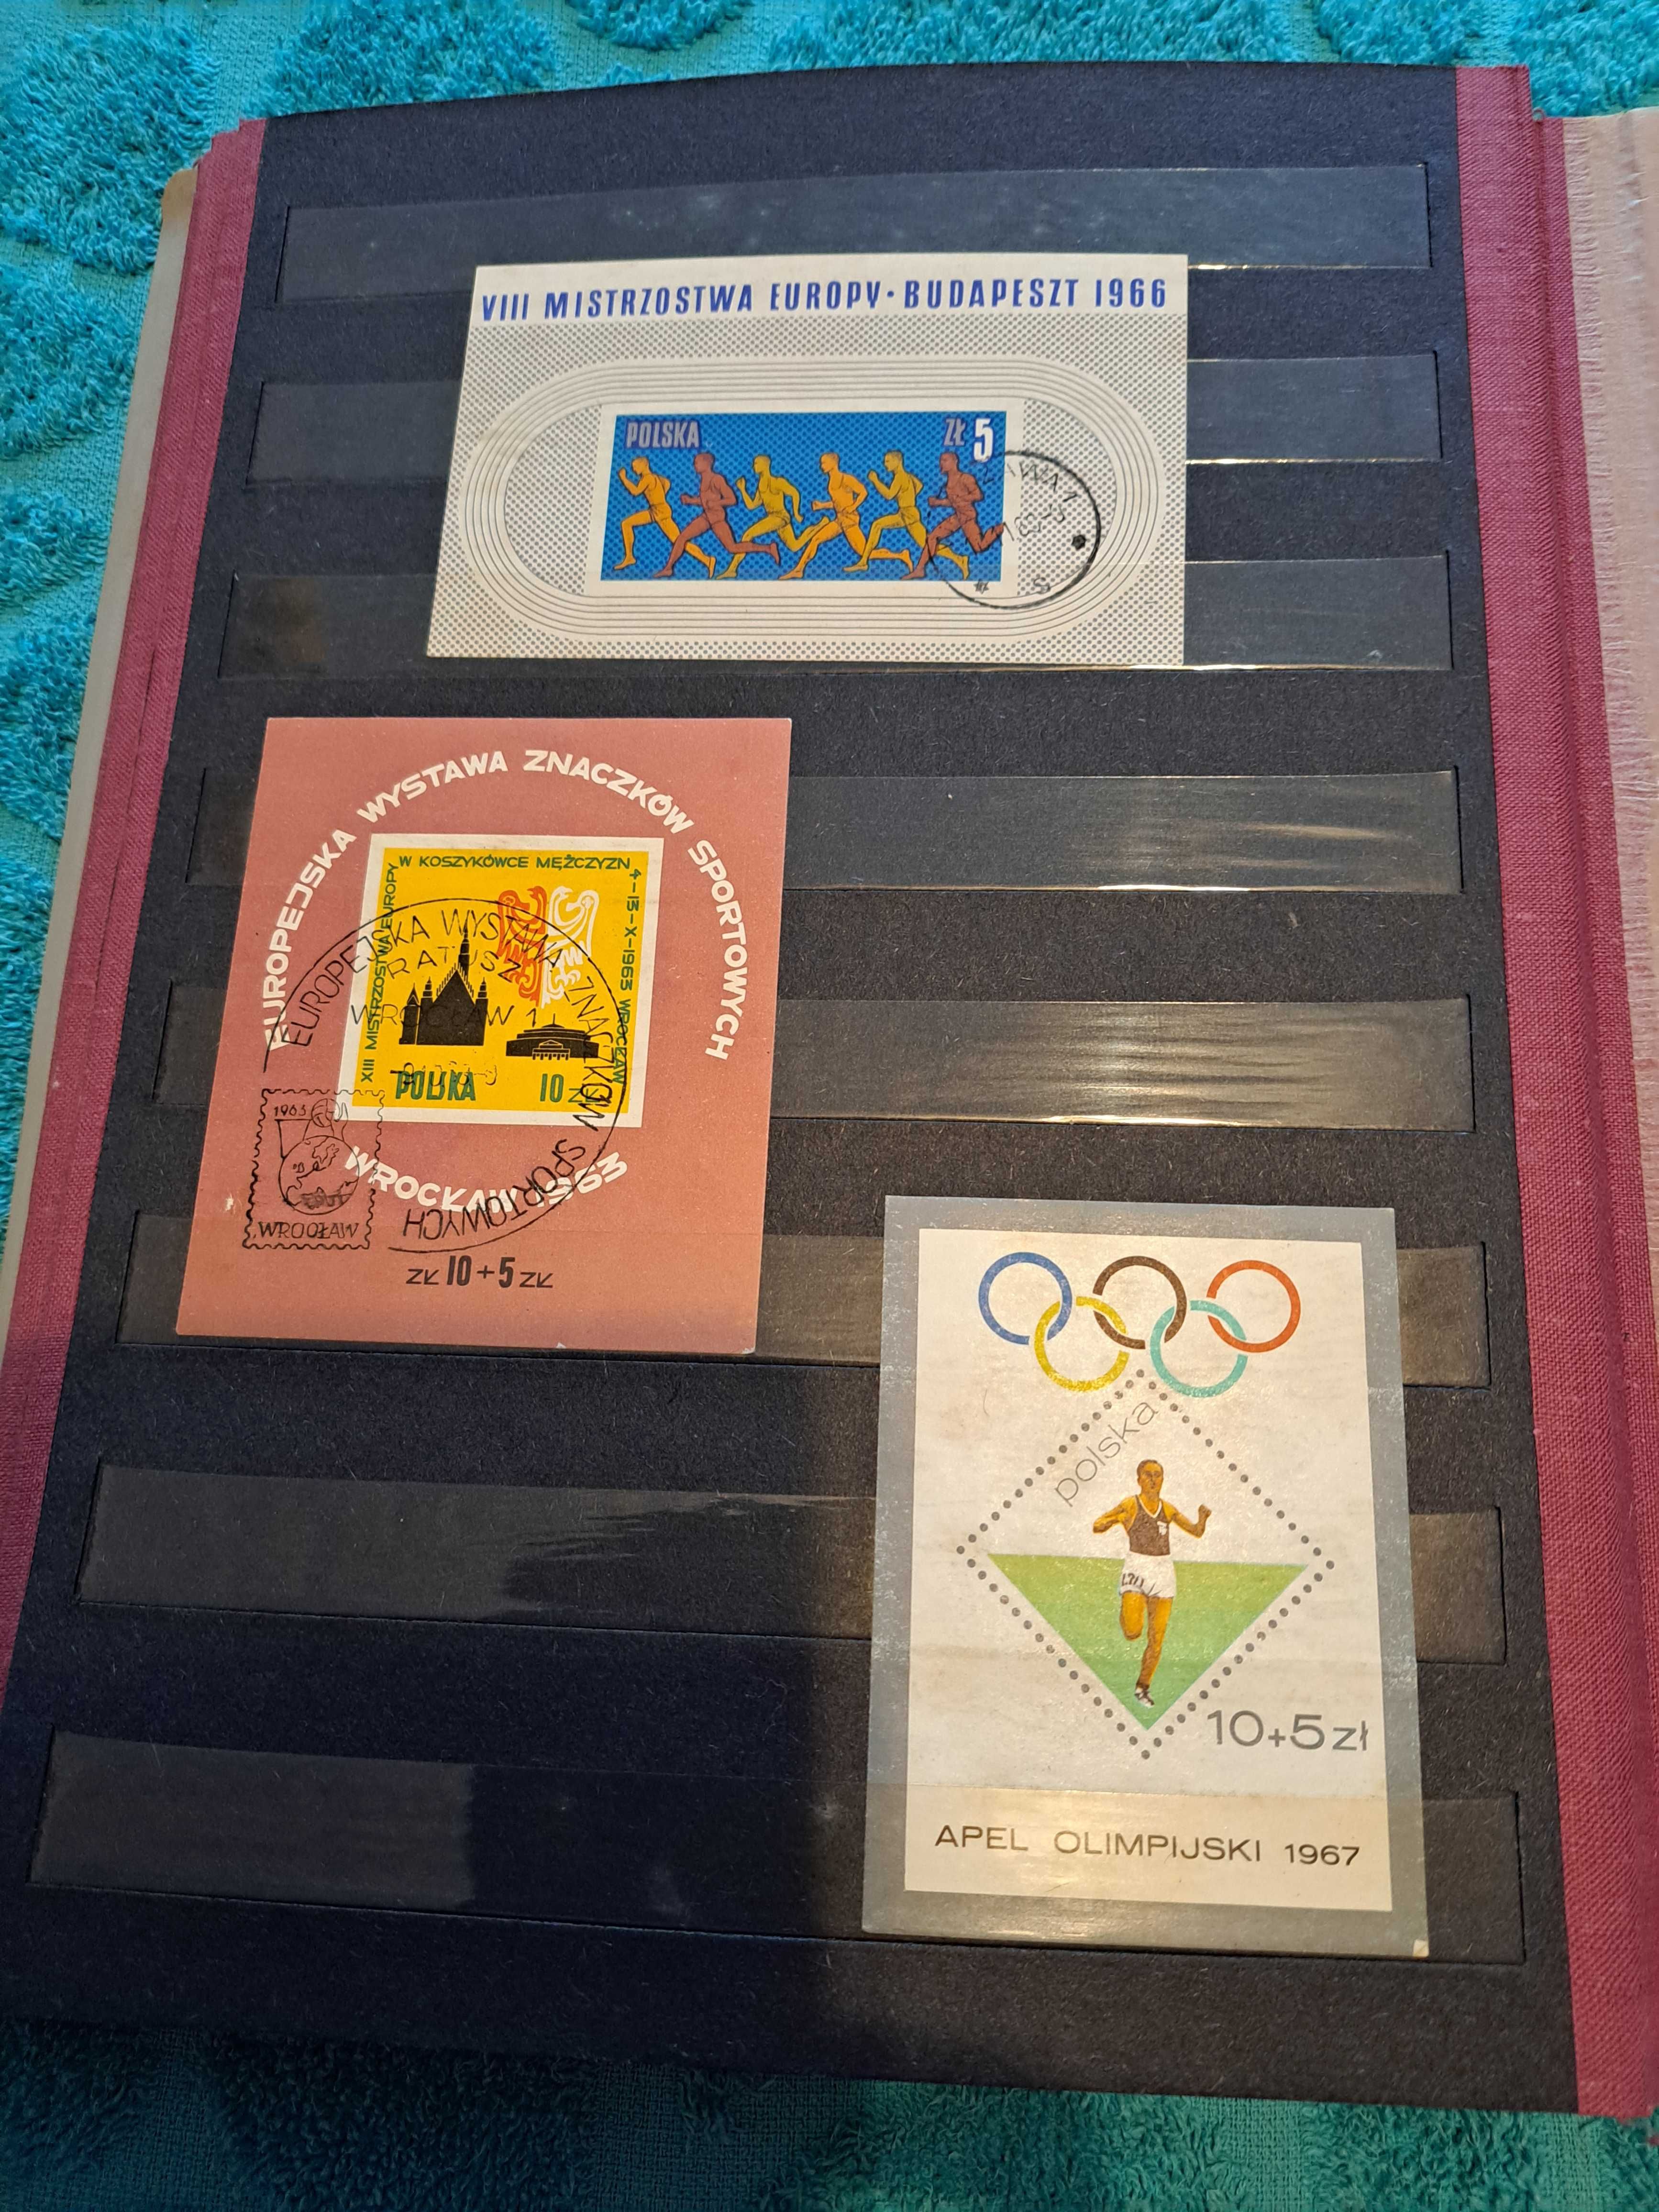 VIII MISTRZOSTWA EUROPY • BUDAPESZT 1966
POLSKA ZŁ 5
EUROPEJSKA WYSTAWA ZNACZKÓW SPORTOWYCH
XIII MISTRZOSTWA EUROPY W KOSZYKÓWCE MĘŻCZYZN 4-13-X-1963 WROCŁAW
EUROPEJSKA WYSTAWA ZNACZKÓW SPORTOWYCH
RATUSZ
WROCŁAW 1
POLSKA 10 ZŁ
1963
WROCŁAW
WROCŁAW 1963
ZŁ 10+5 ZŁ
polska
10+5 zł
APEL OLIMPIJSKI 1967